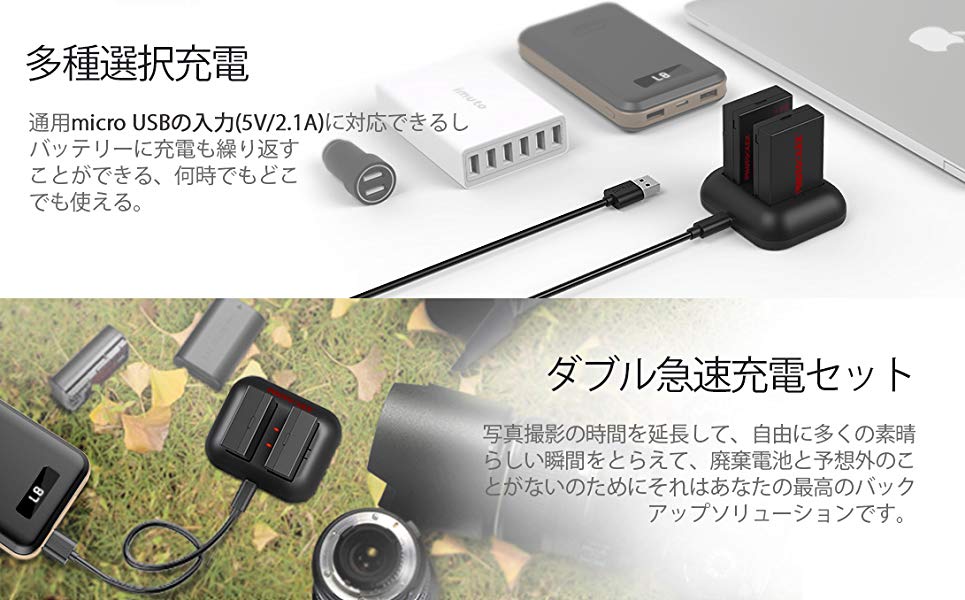 多種選択充電
通用micro USBの入力(5V/2.1A)に対応できるし
バッテリーに充電も繰り返す
ことができる、何時でもどこ
でも使える。
imuto
L8
ダブル急速充電セット
写真撮影の時間を延長して、自由に多くの素晴
らしい瞬間をとらえて、廃棄電池と予想外のこ
とがないのためにそれはあなたの最高のバック
アップソリューションです。
L8